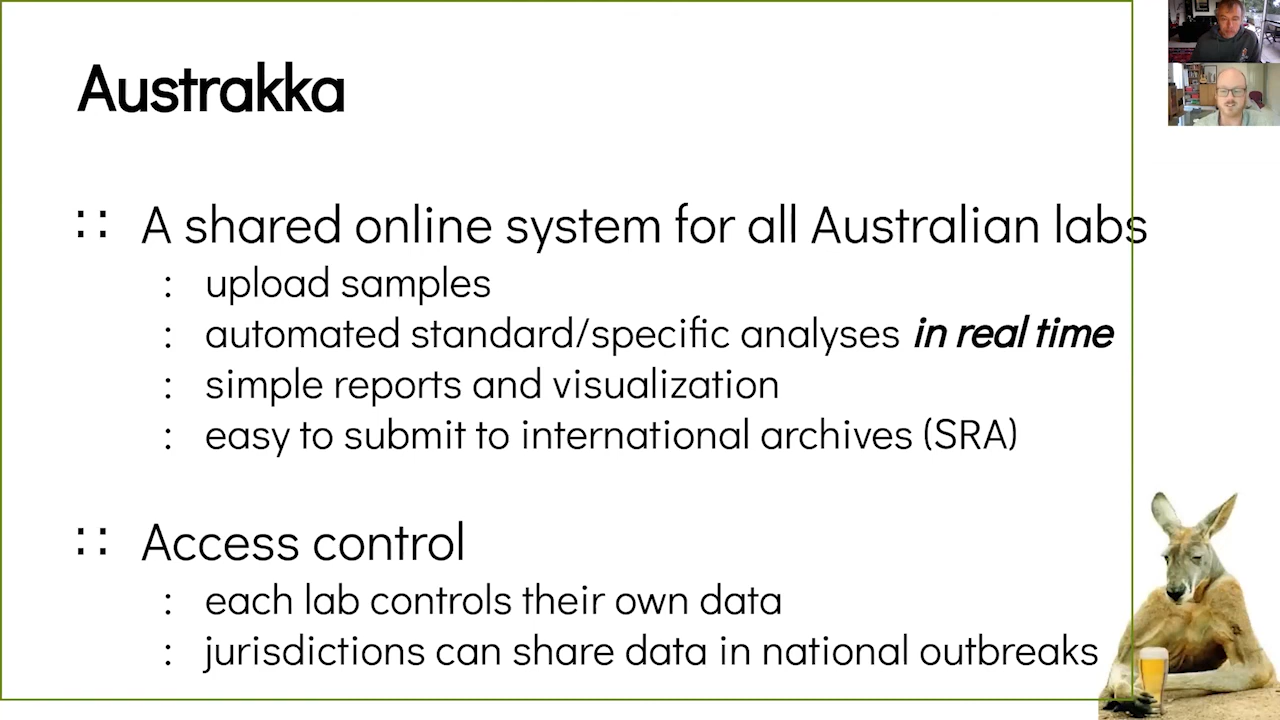 Austrakka
:: A shared online system for all Australian labs
: upload samples
: automated standard/specific analyses in real time
: simple reports and visualization
: easy to submit to international archives (SRA)
:: Access control
: each lab controls their own data
: jurisdictions can share data in national outbreaks